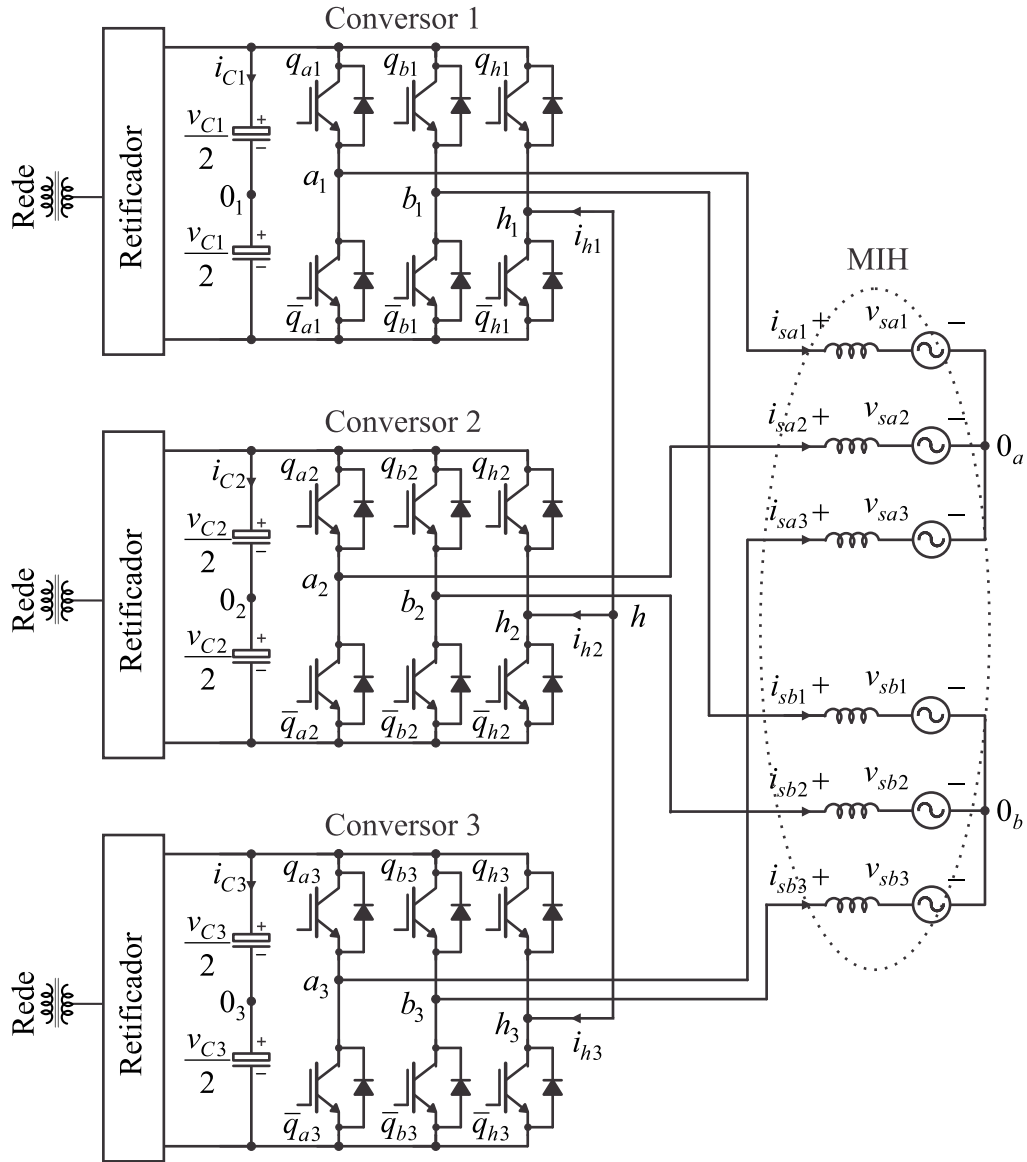 Conversor 1
Rede
Retificador
i_{C1}
q_{a1}
q_{b1}
q_{h1}
v_{C1}
2
+
−
0_1
a_1
b_1
h_1
i_{h1}
v_{C1}
2
+
−
q̅_{a1}
q̅_{b1}
q̅_{h1}
Conversor 2
Rede
Retificador
i_{C2}
q_{a2}
q_{b2}
q_{h2}
v_{C2}
2
+
−
0_2
a_2
b_2
h_2
i_{h2}
h
v_{C2}
2
+
−
q̅_{a2}
q̅_{b2}
q̅_{h2}
Conversor 3
Rede
Retificador
i_{C3}
q_{a3}
q_{b3}
q_{h3}
v_{C3}
2
+
−
0_3
a_3
b_3
h_3
i_{h3}
v_{C3}
2
+
−
q̅_{a3}
q̅_{b3}
q̅_{h3}
MIH
i_{sa1} + v_{sa1} −
i_{sa2} + v_{sa2} −
0_a
i_{sa3} + v_{sa3} −
i_{sb1} + v_{sb1} −
i_{sb2} + v_{sb2} −
0_b
i_{sb3} + v_{sb3} −